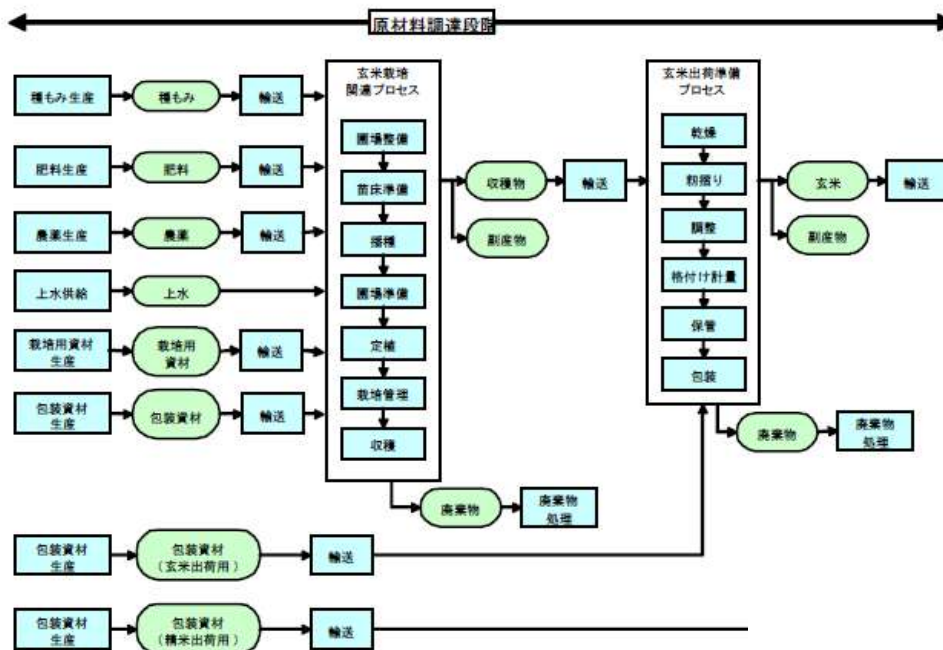 原材料調達段階
種もみ生産
種もみ
輸送
肥料生産
肥料
輸送
農薬生産
農薬
輸送
上水供給
上水
栽培用資材
生産
栽培用
資材
輸送
包装資材
生産
包装資材
輸送
玄米栽培
関連プロセス
圃場整備
苗床準備
播種
圃場準備
定植
栽培管理
収穫
収穫物
副産物
輸送
廃棄物
廃棄物
処理
玄米出荷準備
プロセス
乾燥
籾摺り
調整
格付け計量
保管
包装
玄米
副産物
輸送
廃棄物
廃棄物
処理
包装資材
生産
包装資材
（玄米出荷用）
輸送
包装資材
生産
包装資材
（精米出荷用）
輸送